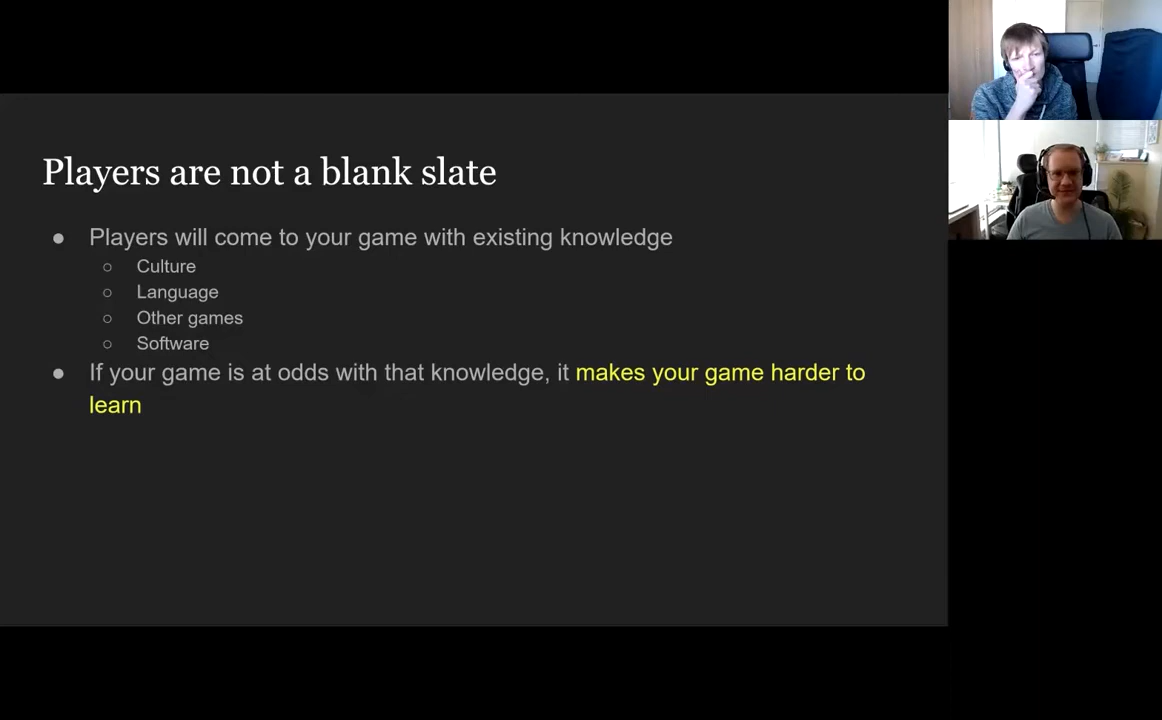 Players are not a blank slate
● Players will come to your game with existing knowledge
○ Culture
○ Language
○ Other games
○ Software
● If your game is at odds with that knowledge, it makes your game harder to
learn